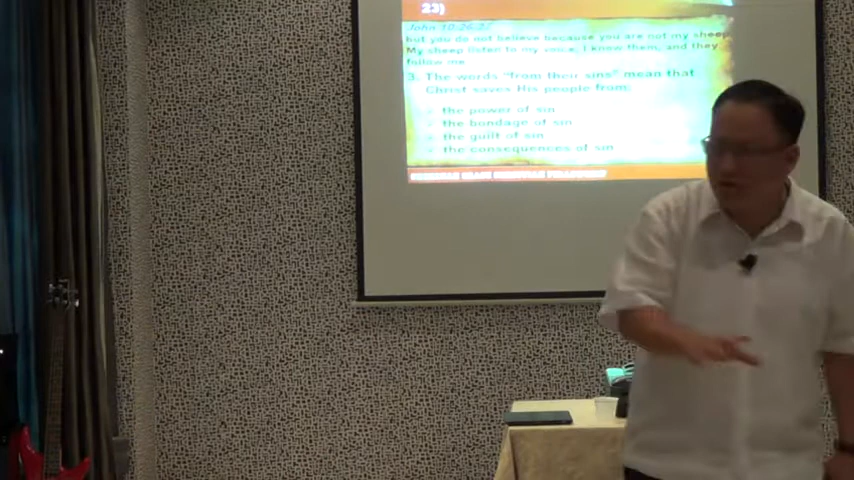 23)
John 10:26-27
but you do not believe because you are not my sheep.
My sheep listen to my voice; I know them, and they
follow me.
3. The words "from their sins" mean that
Christ saves His people from:
the power of sin
the bondage of sin
the guilt of sin
the consequences of sin